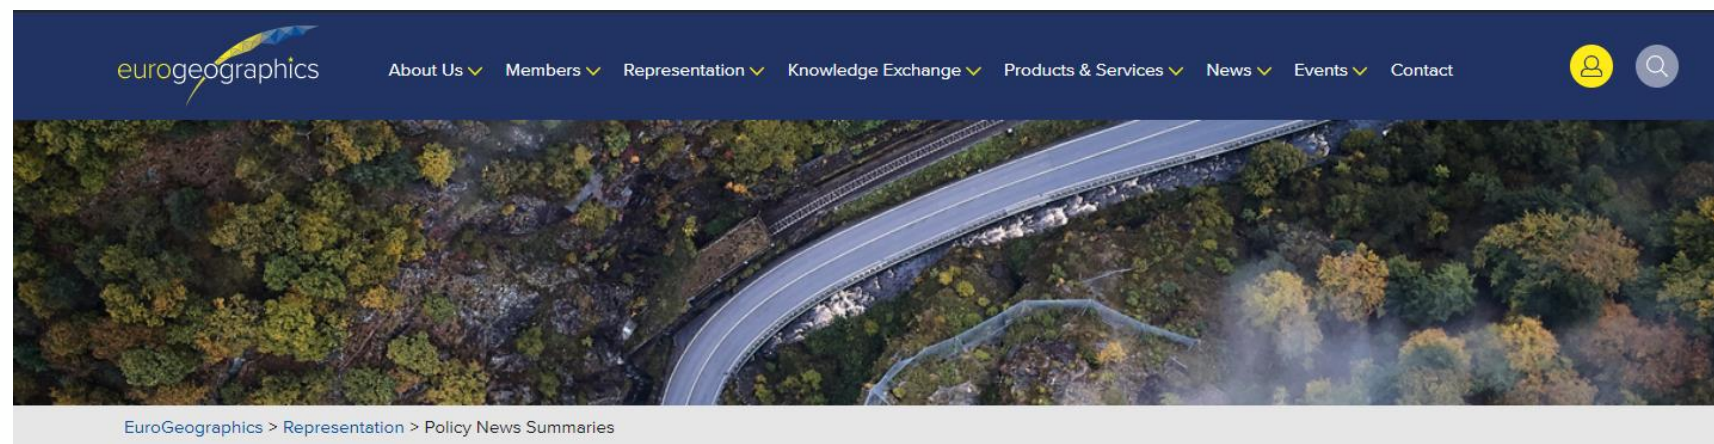 eurogeographics
About Us Members Representation Knowledge Exchange Products & Services News Events Contact
EuroGeographics > Representation > Policy News Summaries